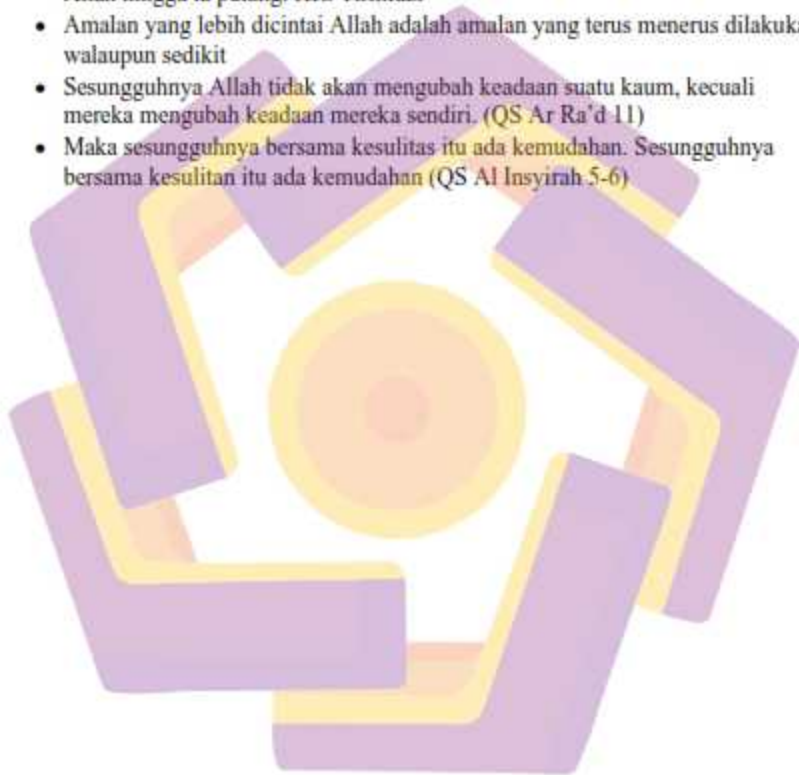 • Amalan yang lebih dicintai Allah adalah amalan yang terus menerus dilakuka
walaupun sedikit
• Sesungguhnya Allah tidak akan mengubah keadaan suatu kaum, kecuali
mereka mengubah keadaan mereka sendiri. (QS Ar Ra’d 11)
• Maka sesungguhnya bersama kesulitas itu ada kemudahan. Sesungguhnya
bersama kesulitan itu ada kemudahan (QS Al Insyirah 5-6)